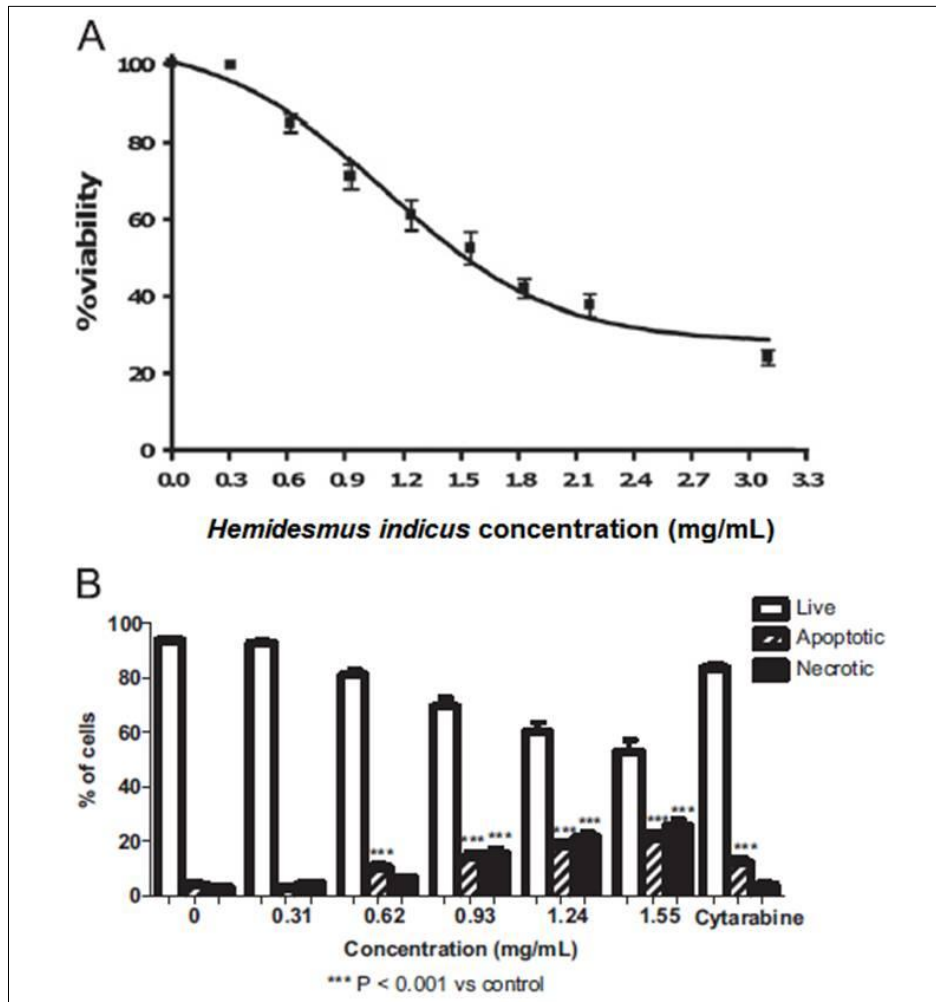 A
100
80
60
40
20
0
%viability
0.0 0.3 0.6 0.9 1.2 1.5 1.8 2.1 2.4 2.7 3.0 3.3
Hemidesmus indicus concentration (mg/mL)
B
Live
Apoptotic
Necrotic
100
80
60
40
20
0
% of cells
*** *** *** *** *** *** *** ***
0 0.31 0.62 0.93 1.24 1.55 Cytarabine
Concentration (mg/mL)
*** P < 0.001 vs control